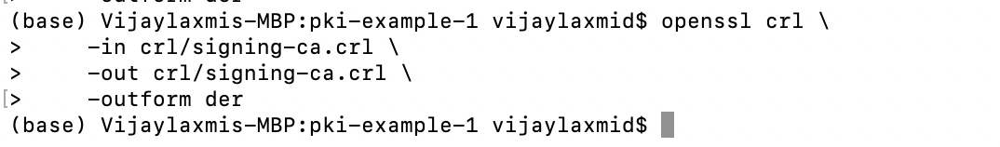 (base) Vijaylaxmis-MBP:pki-example-1 vijaylaxmid$ openssl crl \
>     -in crl/signing-ca.crl \
>     -out crl/signing-ca.crl \
[>     -outform der
(base) Vijaylaxmis-MBP:pki-example-1 vijaylaxmid$